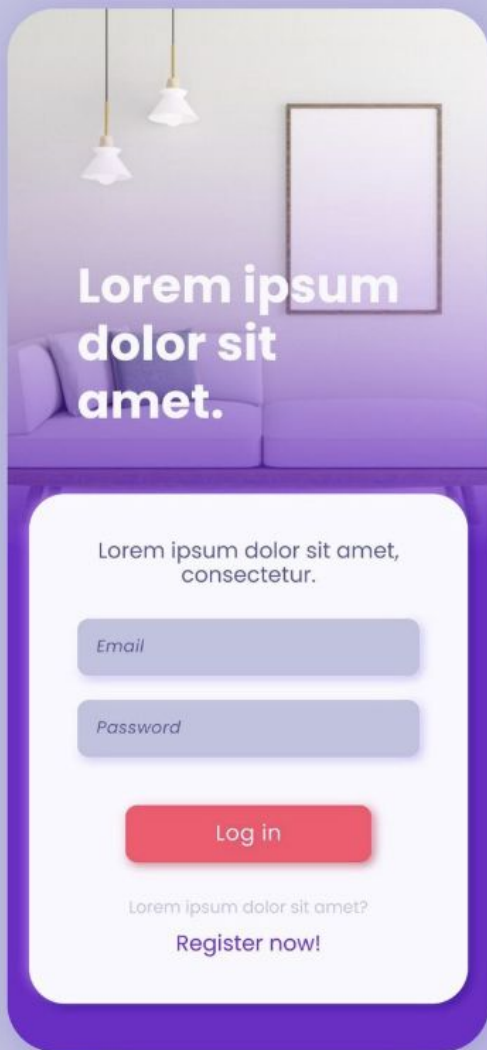 Lorem ipsum
dolor sit
amet.
Lorem ipsum dolor sit amet,
consectetur.
Email
Password
Log in
Lorem ipsum dolor sit amet?
Register now!